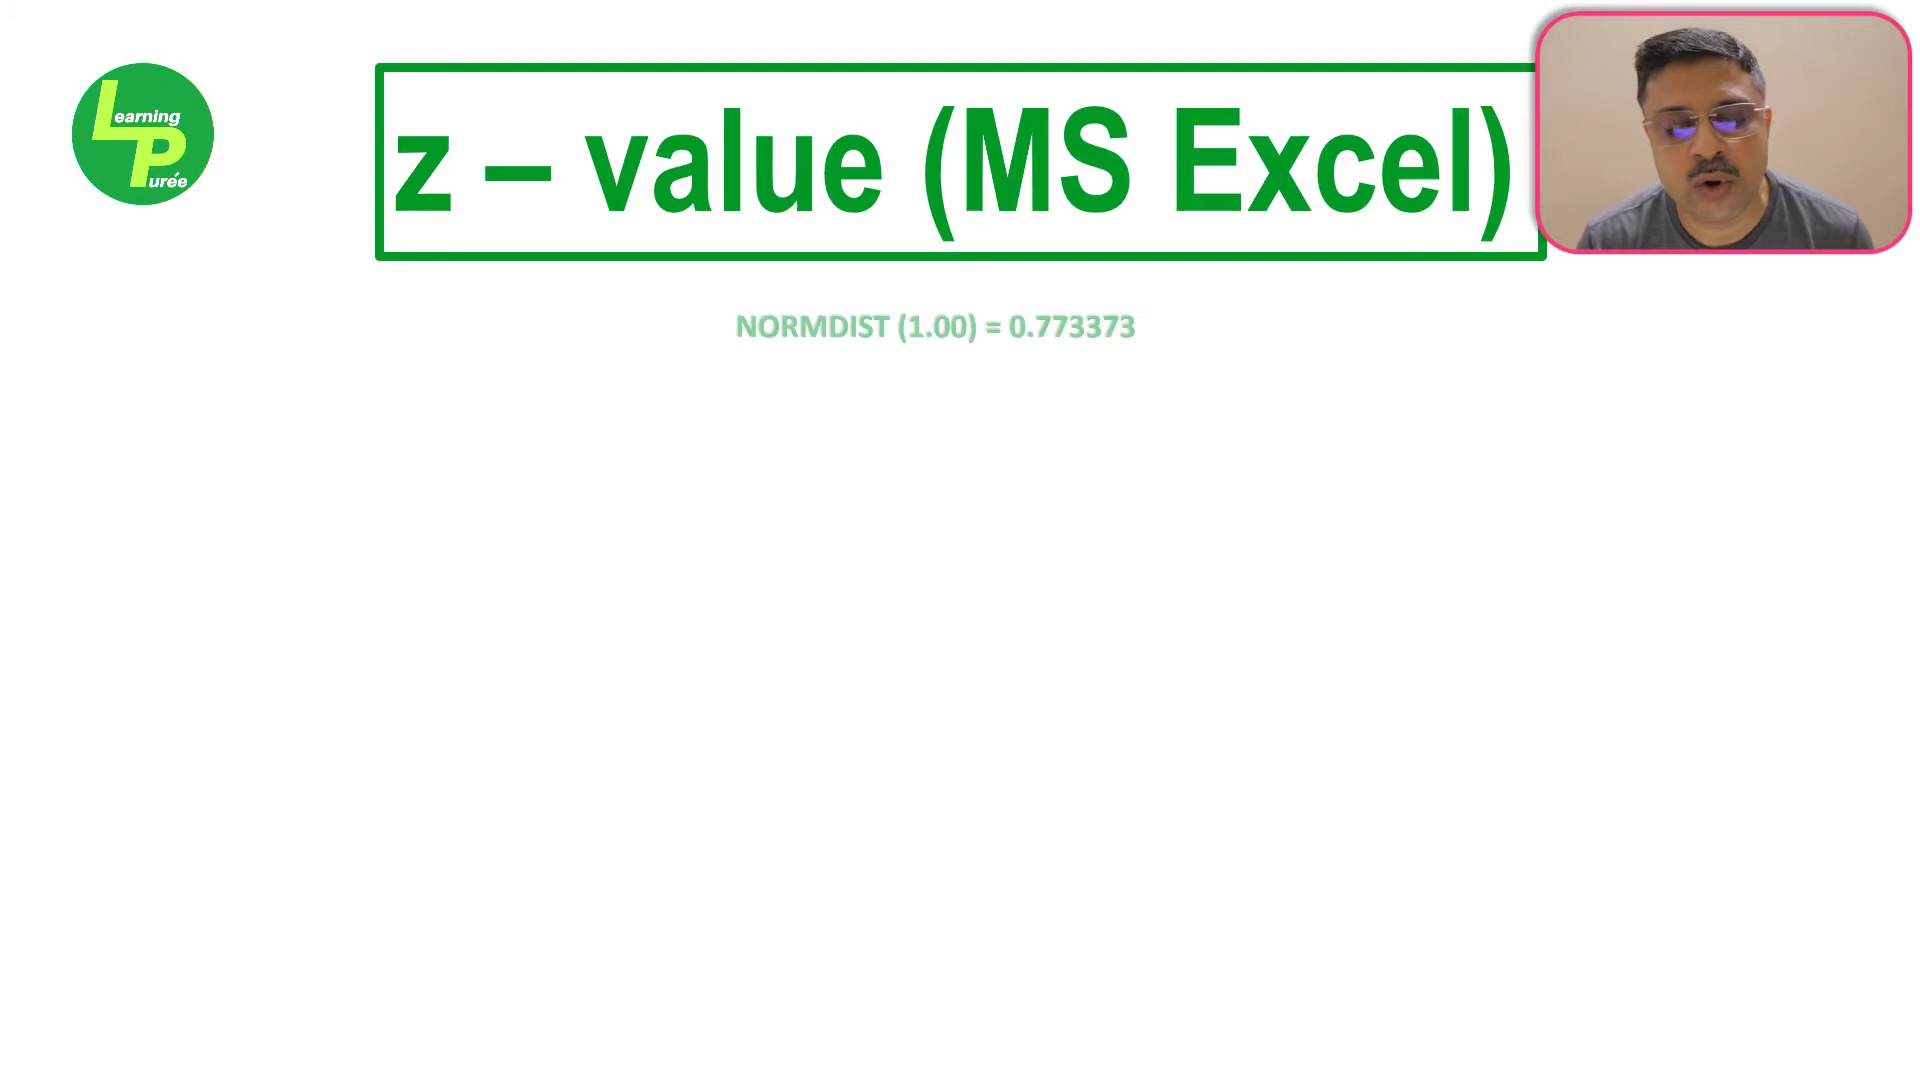 Learning
Purée
z – value (MS Excel)
NORMDIST (1.00) = 0.773373